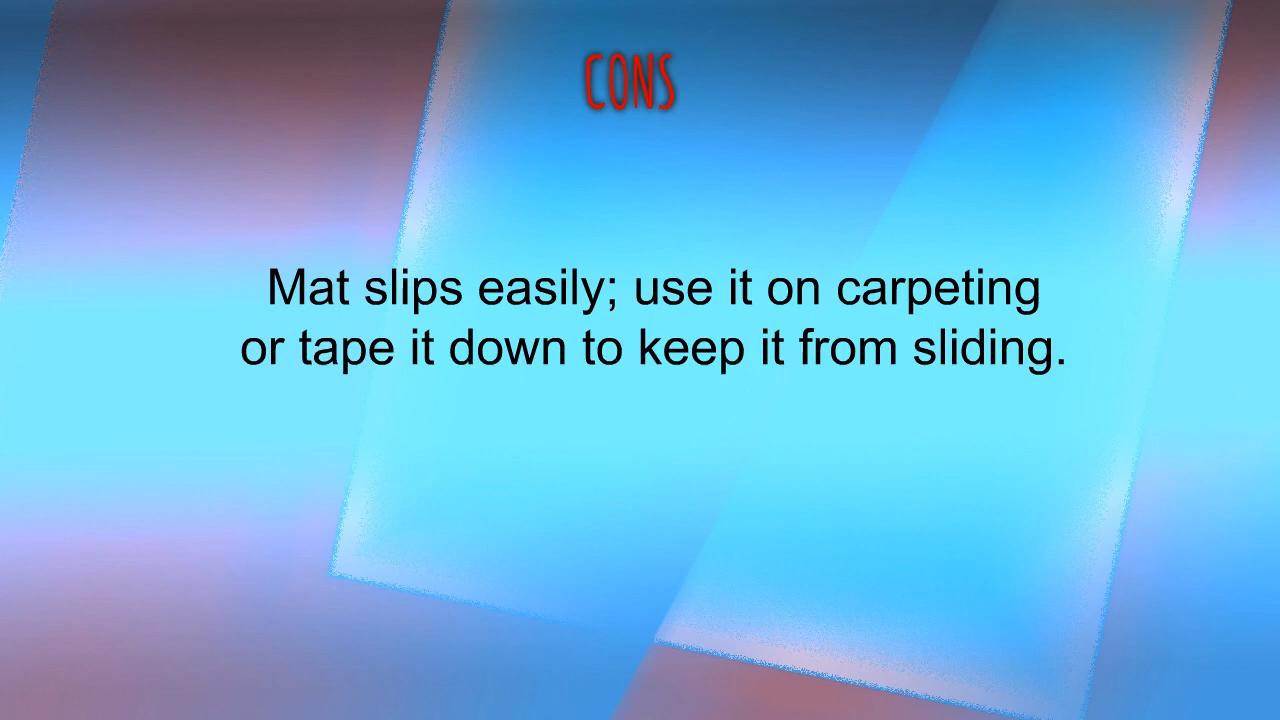 CONS
Mat slips easily; use it on carpeting
or tape it down to keep it from sliding.